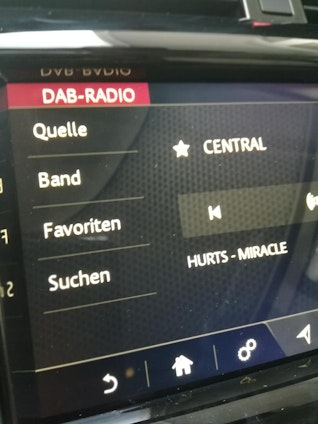 DAB-RADIO
Quelle
CENTRAL
Band
Favoriten
HURTS - MIRACLE
Suchen